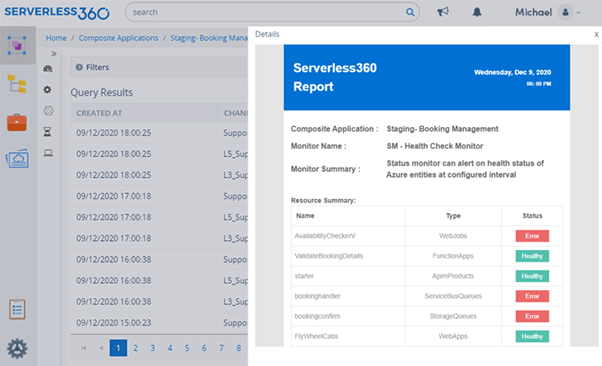 SERVERLESS360
search
Michael
Home / Composite Applications / Staging- Booking Mana
Filters
Query Results
CREATED AT CHAN
09/12/2020 18:00:25 Suppo
09/12/2020 18:00:25 L5_Sup
09/12/2020 18:00:25 L3_Sup
09/12/2020 17:00:18 Suppo
09/12/2020 17:00:18 L5_Sup
09/12/2020 17:00:18 L3_Sup
09/12/2020 16:00:38 Suppo
09/12/2020 16:00:38 L5_Sup
09/12/2020 16:00:38 L3_Sup
09/12/2020 15:00:23 Suppo
1 2 3 4 5 6 7 8
Details x
Serverless360
Report
Wednesday, Dec 9, 2020
06: 00 PM
Composite Application : Staging- Booking Management
Monitor Name : SM - Health Check Monitor
Monitor Summary : Status monitor can alert on health status of
Azure entities at configured interval
Resource Summary:
Name Type Status
AvailabilityCheckerV WebJobs Error
ValidateBookingDetails FunctionApps Healthy
starter ApimProducts Healthy
bookinghandler ServiceBusQueues Error
bookingconfirm StorageQueues Error
FlyWheelCabs WebApps Healthy